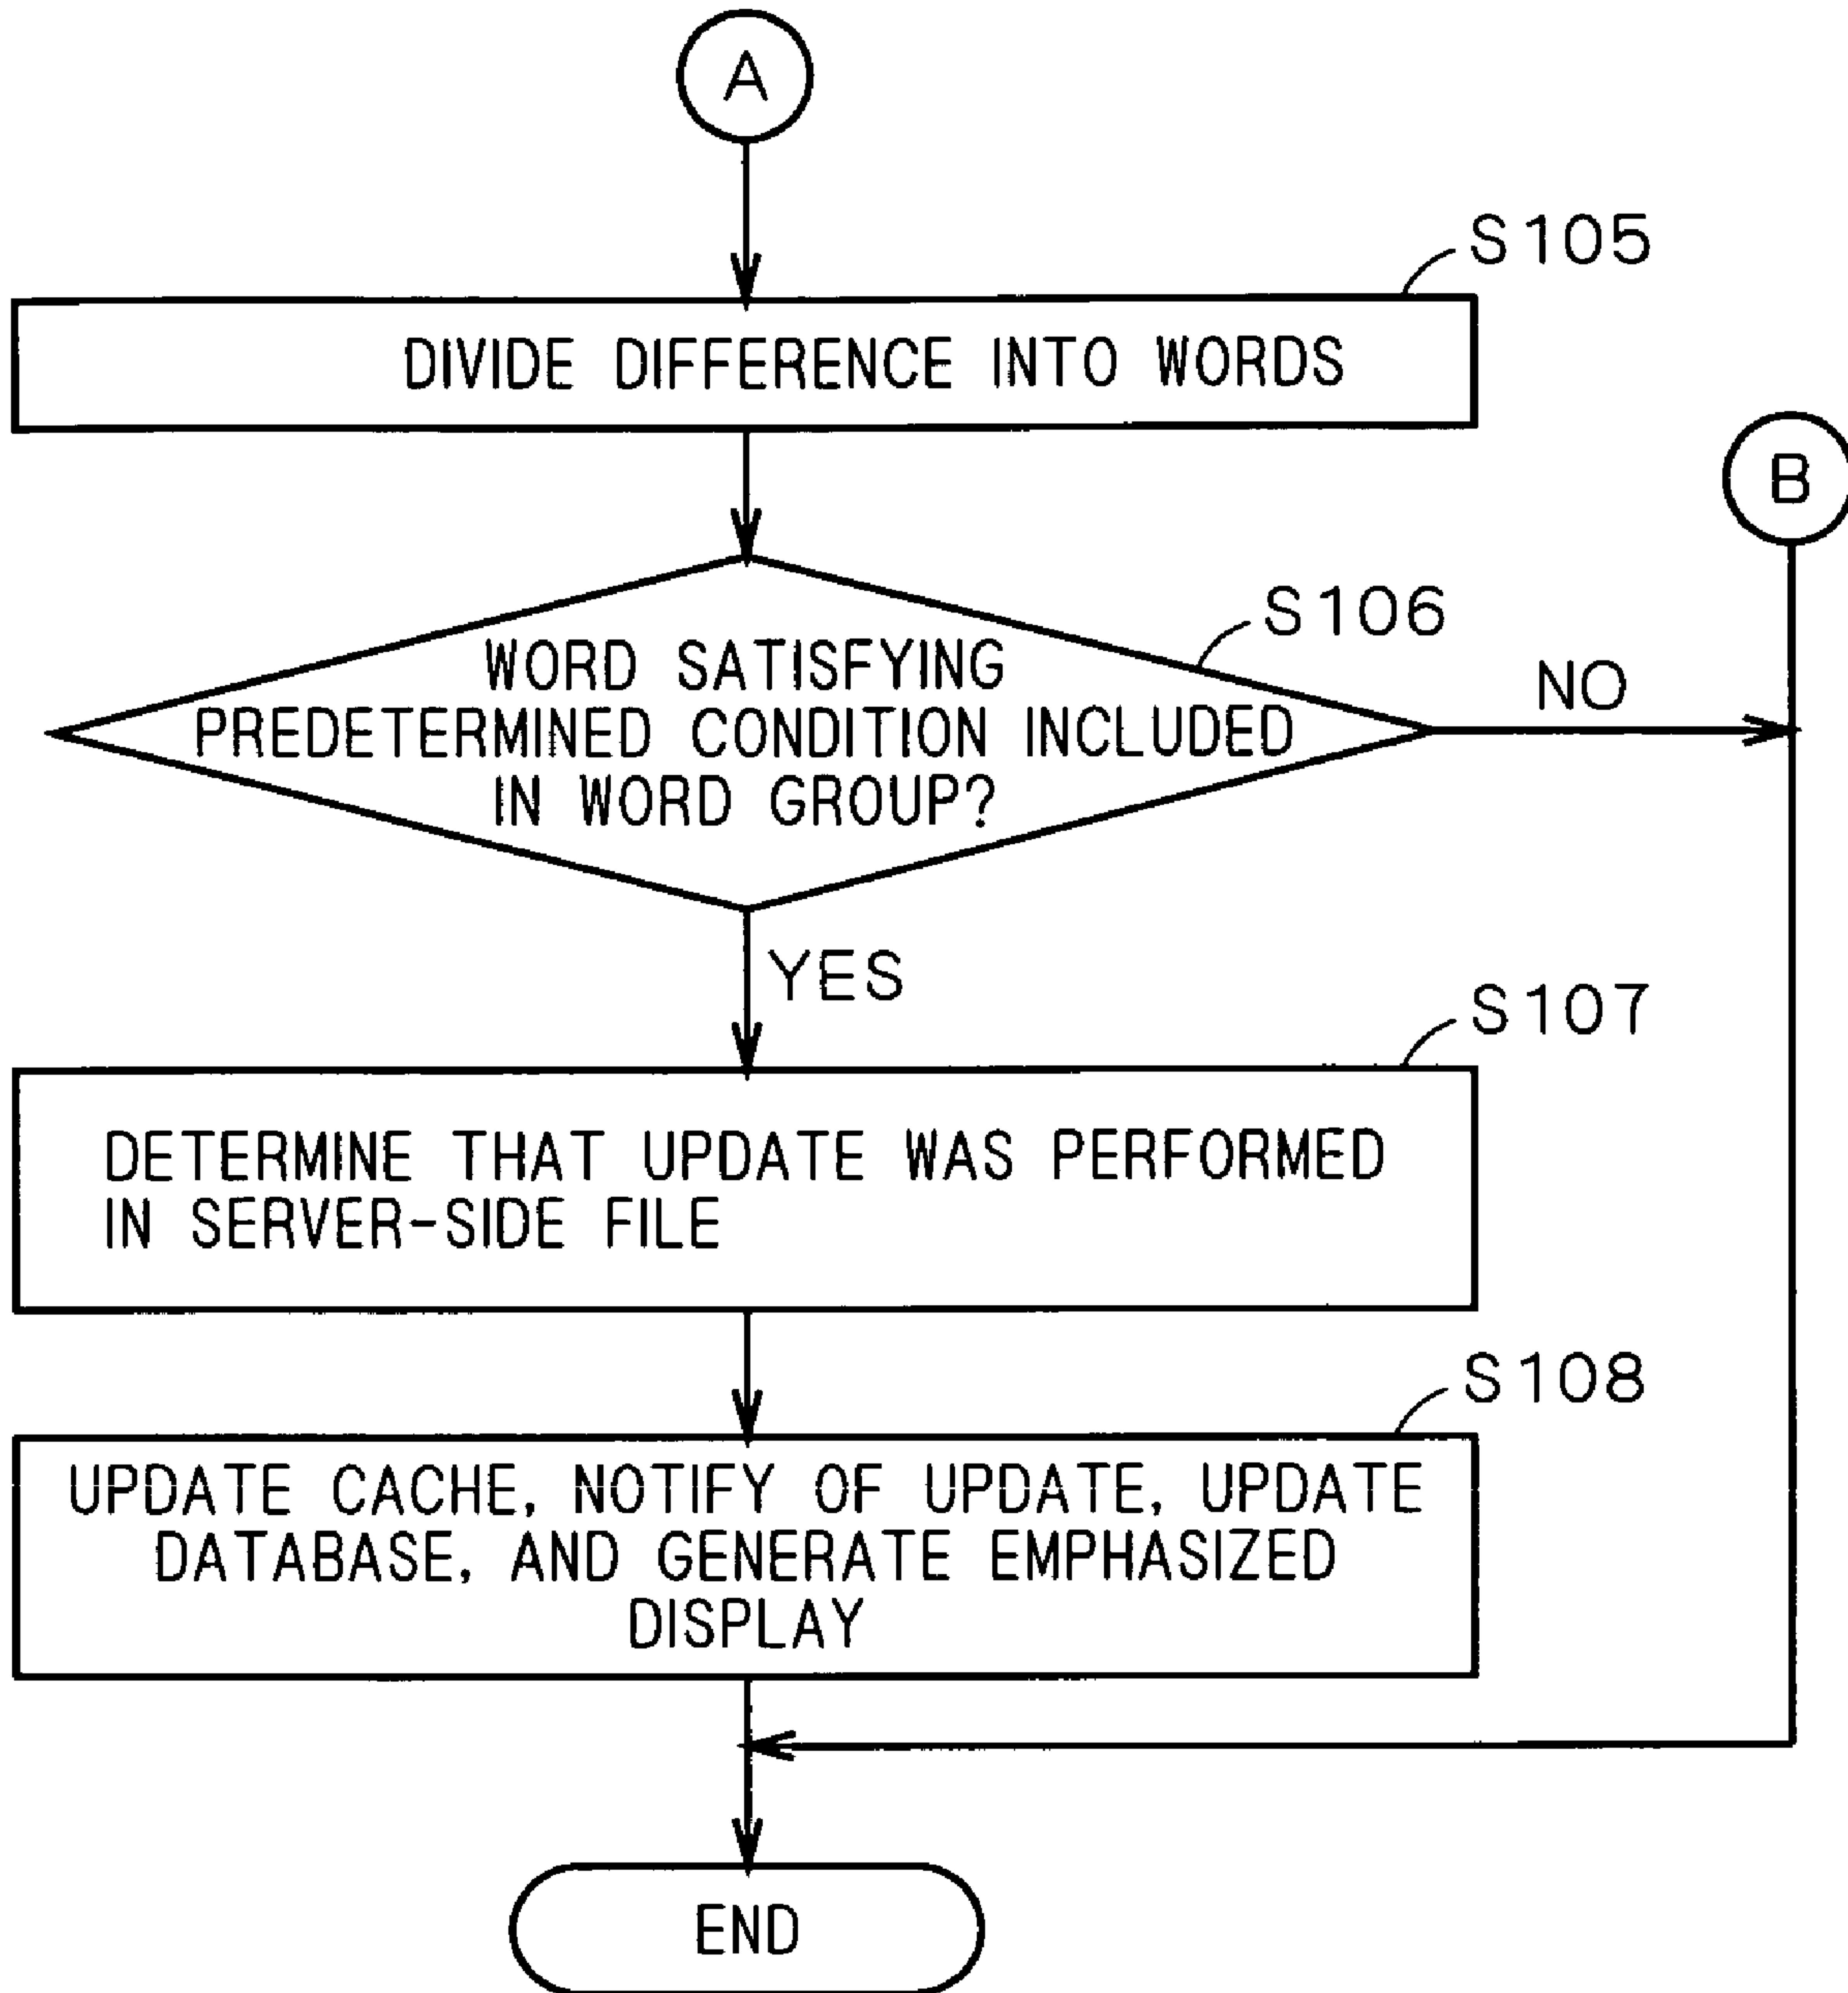 A
S105
DIVIDE DIFFERENCE INTO WORDS
B
S106
WORD SATISFYING
PREDETERMINED CONDITION INCLUDED
IN WORD GROUP?
NO
YES
S107
DETERMINE THAT UPDATE WAS PERFORMED
IN SERVER-SIDE FILE
S108
UPDATE CACHE, NOTIFY OF UPDATE, UPDATE
DATABASE, AND GENERATE EMPHASIZED
DISPLAY
END